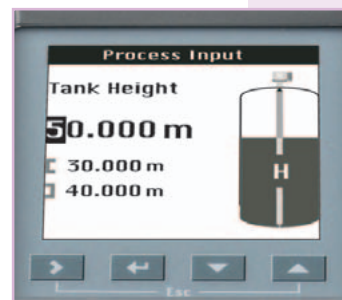 Process Input
Tank Height
50.000 m
30.000 m
40.000 m
H
Esc